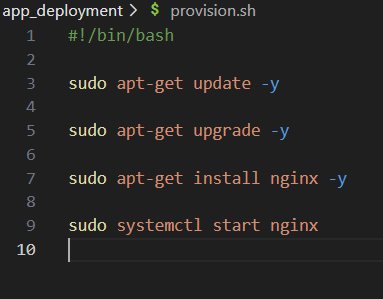 app_deployment > $ provision.sh
1 #!/bin/bash
2
3 sudo apt-get update -y
4
5 sudo apt-get upgrade -y
6
7 sudo apt-get install nginx -y
8
9 sudo systemctl start nginx
10